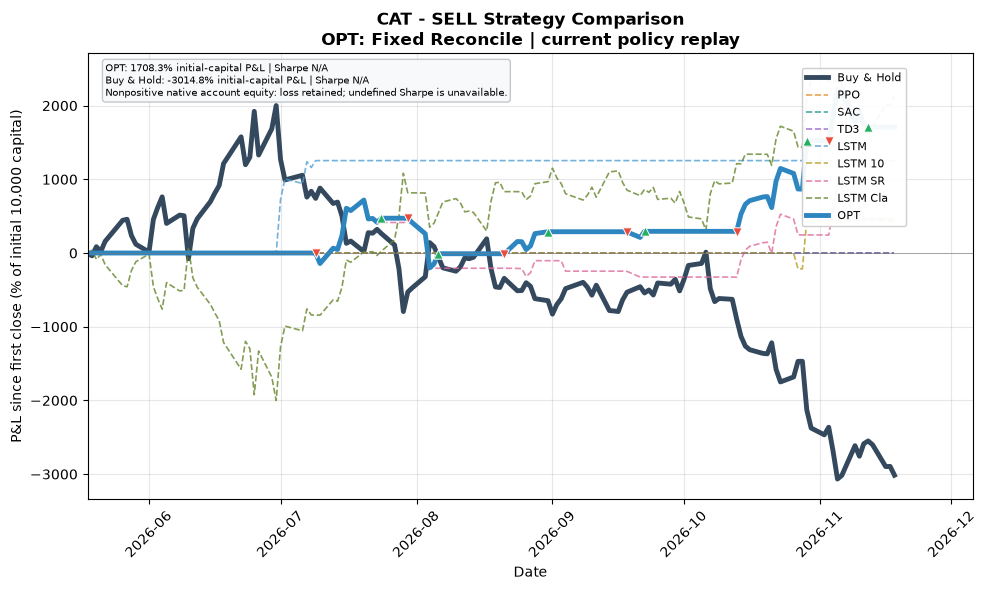 CAT - SELL Strategy Comparison
OPT: Fixed Reconcile | current policy replay
OPT: 1708.3% initial-capital P&L | Sharpe N/A
Buy & Hold: -3014.8% initial-capital P&L | Sharpe N/A
Nonpositive native account equity: loss retained; undefined Sharpe is unavailable.
Buy & Hold
PPO
SAC
TD3
LSTM
LSTM 10
LSTM SR
LSTM Cla
OPT
P&L since first close (% of initial 10,000 capital)
2000
1000
0
−1000
−2000
−3000
2026-06
2026-07
2026-08
2026-09
2026-10
2026-11
2026-12
Date